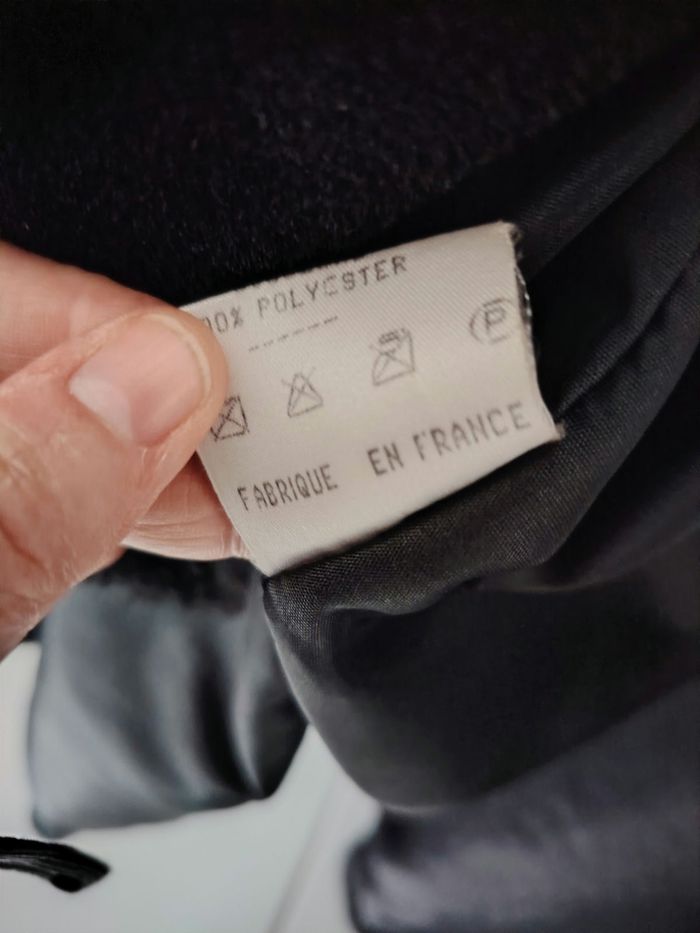 00% POLYESTER
- - - - - - -
P
FABRIQUE EN FRANCE